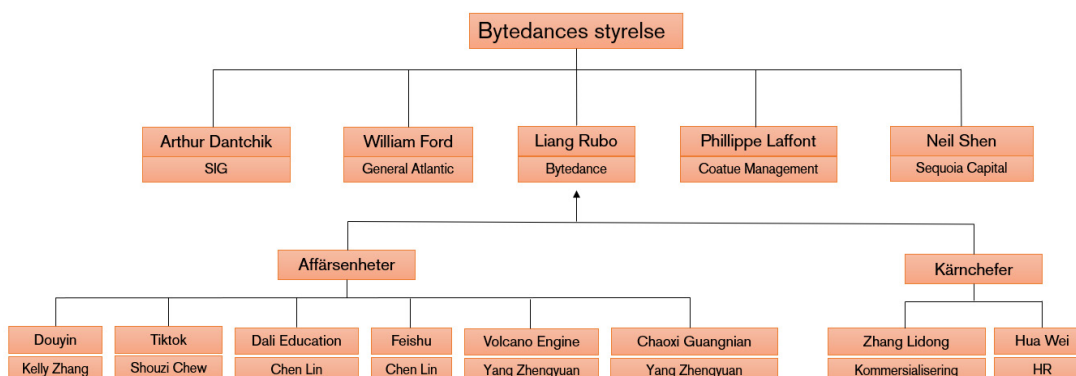 Bytedances styrelse
Arthur Dantchik
SIG
William Ford
General Atlantic
Liang Rubo
Bytedance
Phillippe Laffont
Coatue Management
Neil Shen
Sequoia Capital
Affärsenheter
Kärnchefer
Douyin
Kelly Zhang
Tiktok
Shouzi Chew
Dali Education
Chen Lin
Feishu
Chen Lin
Volcano Engine
Yang Zhengyuan
Chaoxi Guangnian
Yang Zhengyuan
Zhang Lidong
Kommersialisering
Hua Wei
HR